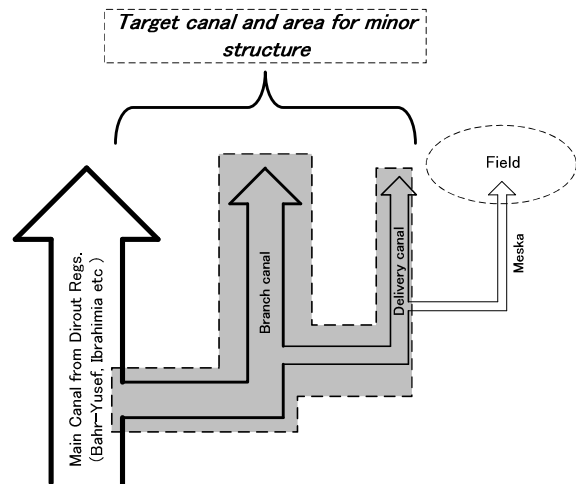 Target canal and area for minor
structure
Field
Meska
Delivery canal
Branch canal
Main Canal from Dirout Regs.
(Bahr-Yusef, Ibrahimia etc )